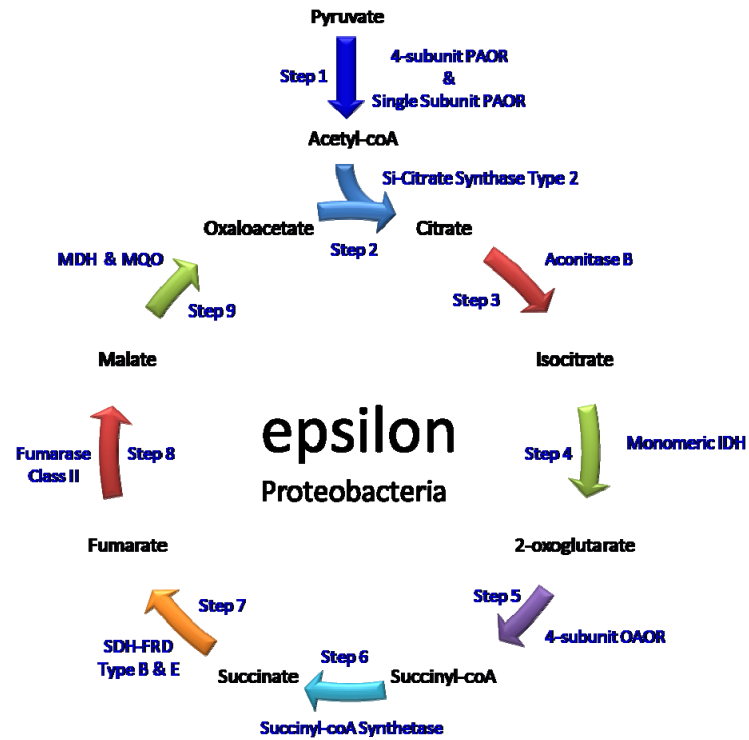 Pyruvate
Step 1
4-subunit PAOR
&
Single Subunit PAOR
Acetyl-coA
Si-Citrate Synthase Type 2
Oxaloacetate
Citrate
Step 2
MDH & MQO
Aconitase B
Step 3
Step 9
Malate
Isocitrate
epsilon
Proteobacteria
Fumarase
Class II
Step 8
Step 4
Monomeric IDH
Fumarate
2-oxoglutarate
Step 7
Step 5
SDH-FRD
Type B & E
4-subunit OAOR
Step 6
Succinate
Succinyl-coA
Succinyl-coA Synthetase